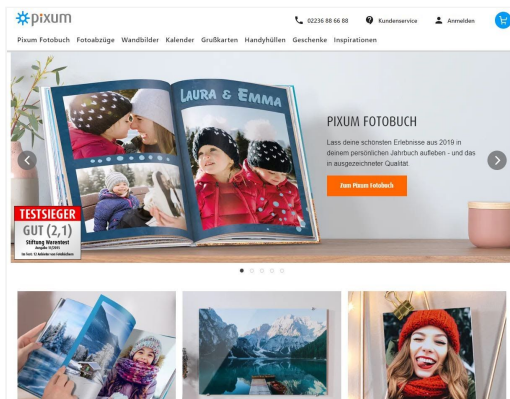 pixum
02236 88 66 88
Kundenservice
Anmelden
Pixum Fotobuch Fotoabzüge Wandbilder Kalender Grußkarten Handyhüllen Geschenke Inspirationen
LAURA & EMMA
PIXUM FOTOBUCH
Lass deine schönsten Erlebnisse aus 2019 in
deinem persönlichen Jahrbuch aufleben - und das
in ausgezeichneter Qualität.
Zum Pixum Fotobuch
TESTSIEGER
GUT (2,1)
Stiftung Warentest